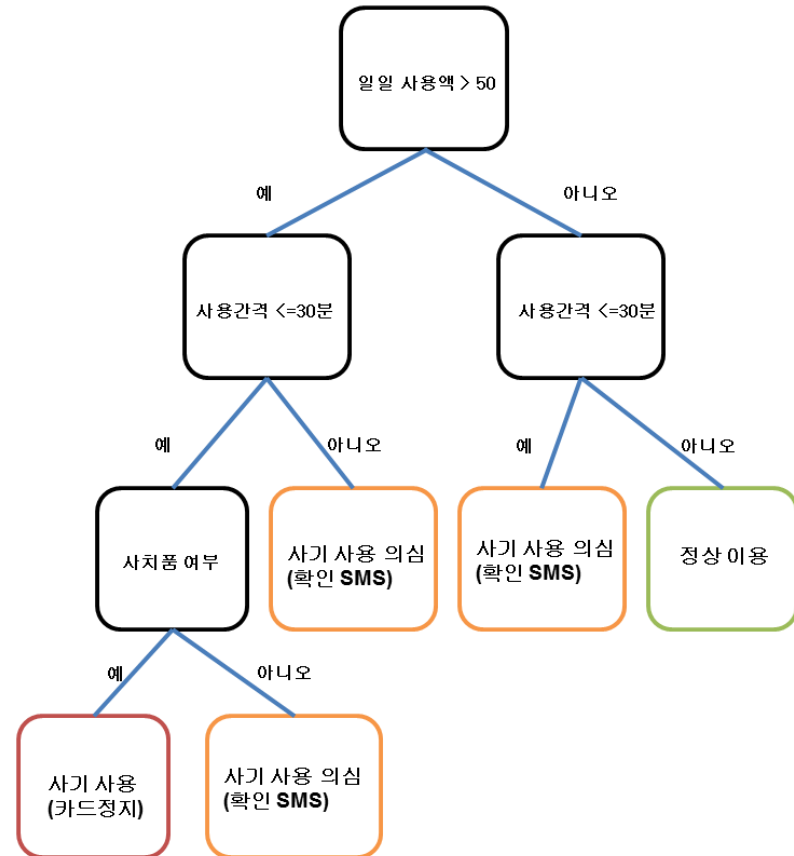 일일 사용액 > 50
예
아니오
사용간격 <=30분
사용간격 <=30분
예
아니오
예
아니오
사치품 여부
사기 사용 의심
(확인 SMS)
사기 사용 의심
(확인 SMS)
정상 이용
예
아니오
사기 사용
(카드정지)
사기 사용 의심
(확인 SMS)